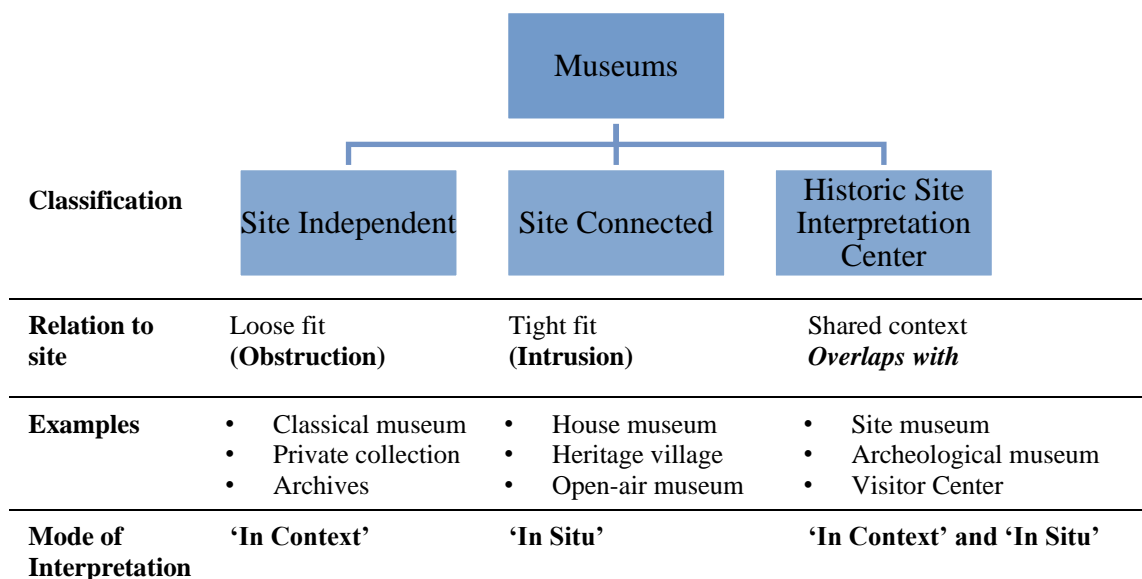 Museums
Classification
Site Independent
Site Connected
Historic Site
Interpretation
Center
Relation to
site
Loose fit
(Obstruction)
Tight fit
(Intrusion)
Shared context
Overlaps with
Examples
• Classical museum
• Private collection
• Archives
• House museum
• Heritage village
• Open-air museum
• Site museum
• Archeological museum
• Visitor Center
Mode of
Interpretation
‘In Context’
‘In Situ’
‘In Context’ and ‘In Situ’